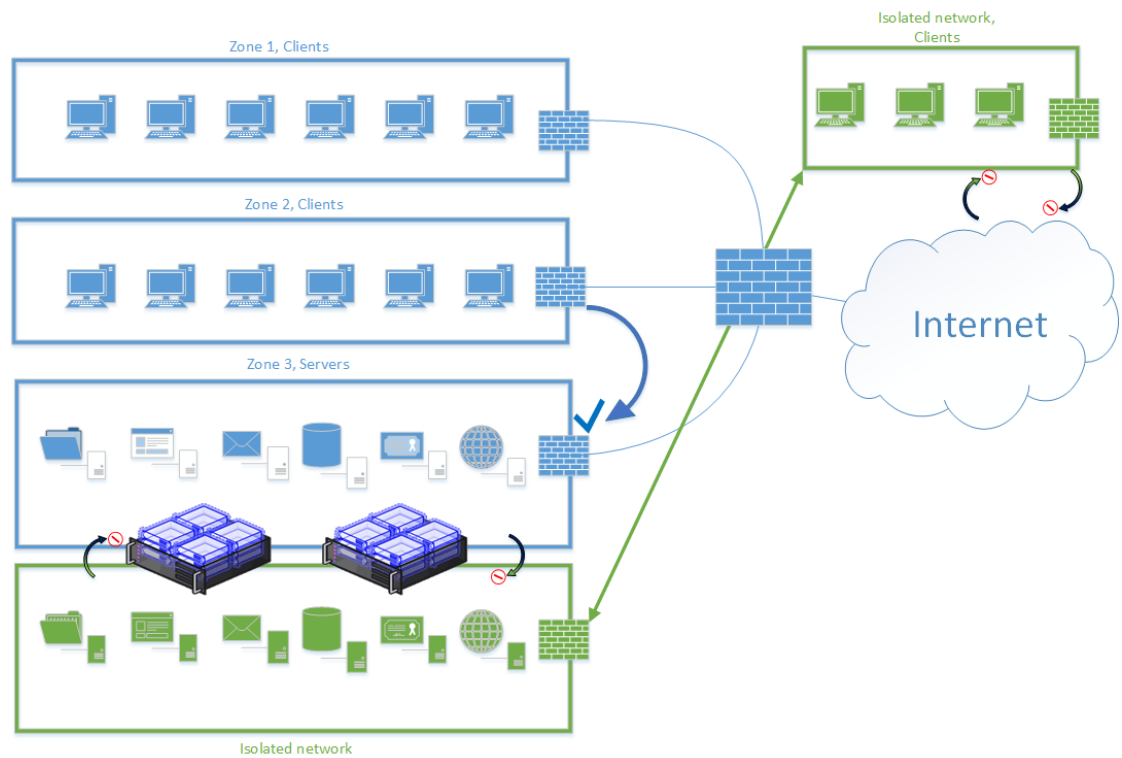 Isolated network,
Clients
Zone 1, Clients
Zone 2, Clients
Internet
Zone 3, Servers
Isolated network